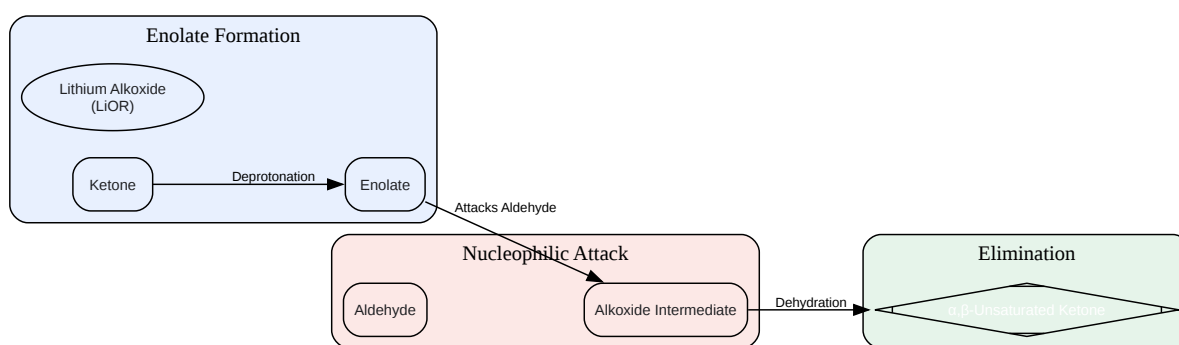 Enolate Formation
Lithium Alkoxide
(LiOR)
Ketone
Deprotonation
Enolate
Attacks Aldehyde
Nucleophilic Attack
Aldehyde
Alkoxide Intermediate
Dehydration
Elimination
α,β-Unsaturated Ketone